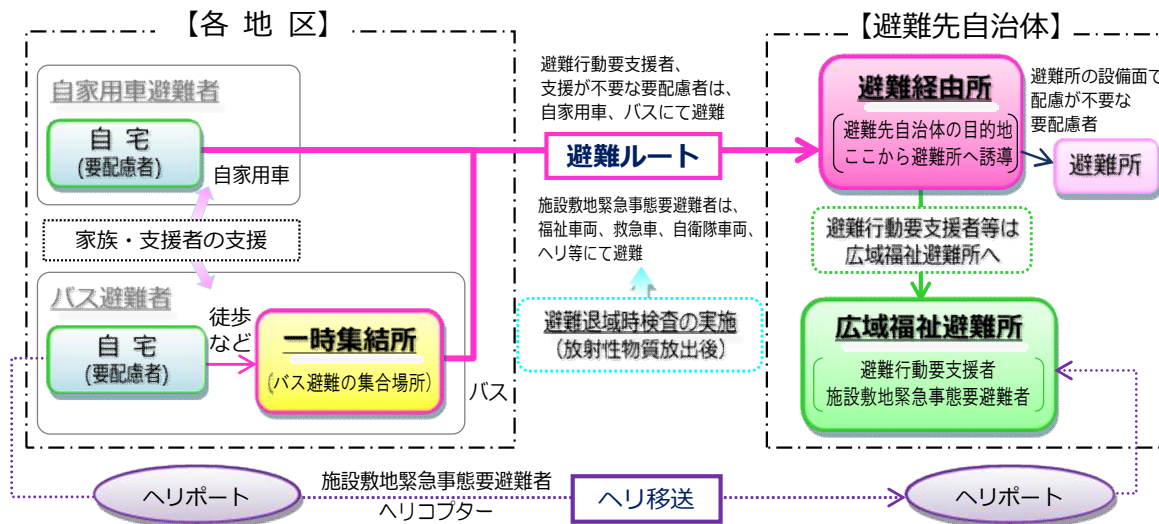 【各 地 区】
自家用車避難者
自 宅
(要配慮者)
自家用車
家族・支援者の支援
バス避難者
自 宅
(要配慮者)
徒歩
など
一時集結所
(バス避難の集合場所)
バス
避難行動要支援者、
支援が不要な要配慮者は、
自家用車、バスにて避難
避難ルート
施設敷地緊急事態要避難者は、
福祉車両、救急車、自衛隊車両、
ヘリ等にて避難
避難退域時検査の実施
(放射性物質放出後)
【避難先自治体】
避難経由所
避難先自治体の目的地
ここから避難所へ誘導
避難所の設備面で
配慮が不要な
要配慮者
避難所
避難行動要支援者等は
広域福祉避難所へ
広域福祉避難所
避難行動要支援者
施設敷地緊急事態要避難者
ヘリポート
施設敷地緊急事態要避難者
ヘリコプター
ヘリ移送
ヘリポート